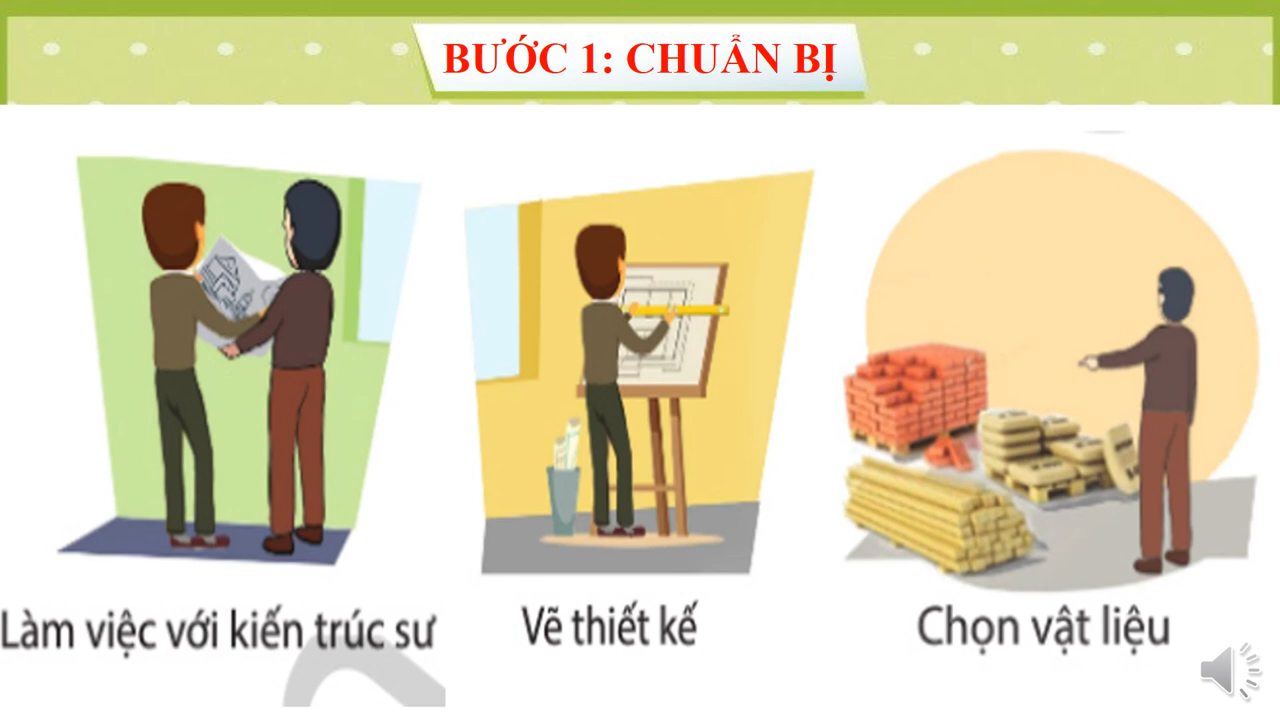 BƯỚC 1: CHUẨN BỊ
Làm việc với kiến trúc sư
Vẽ thiết kế
Chọn vật liệu